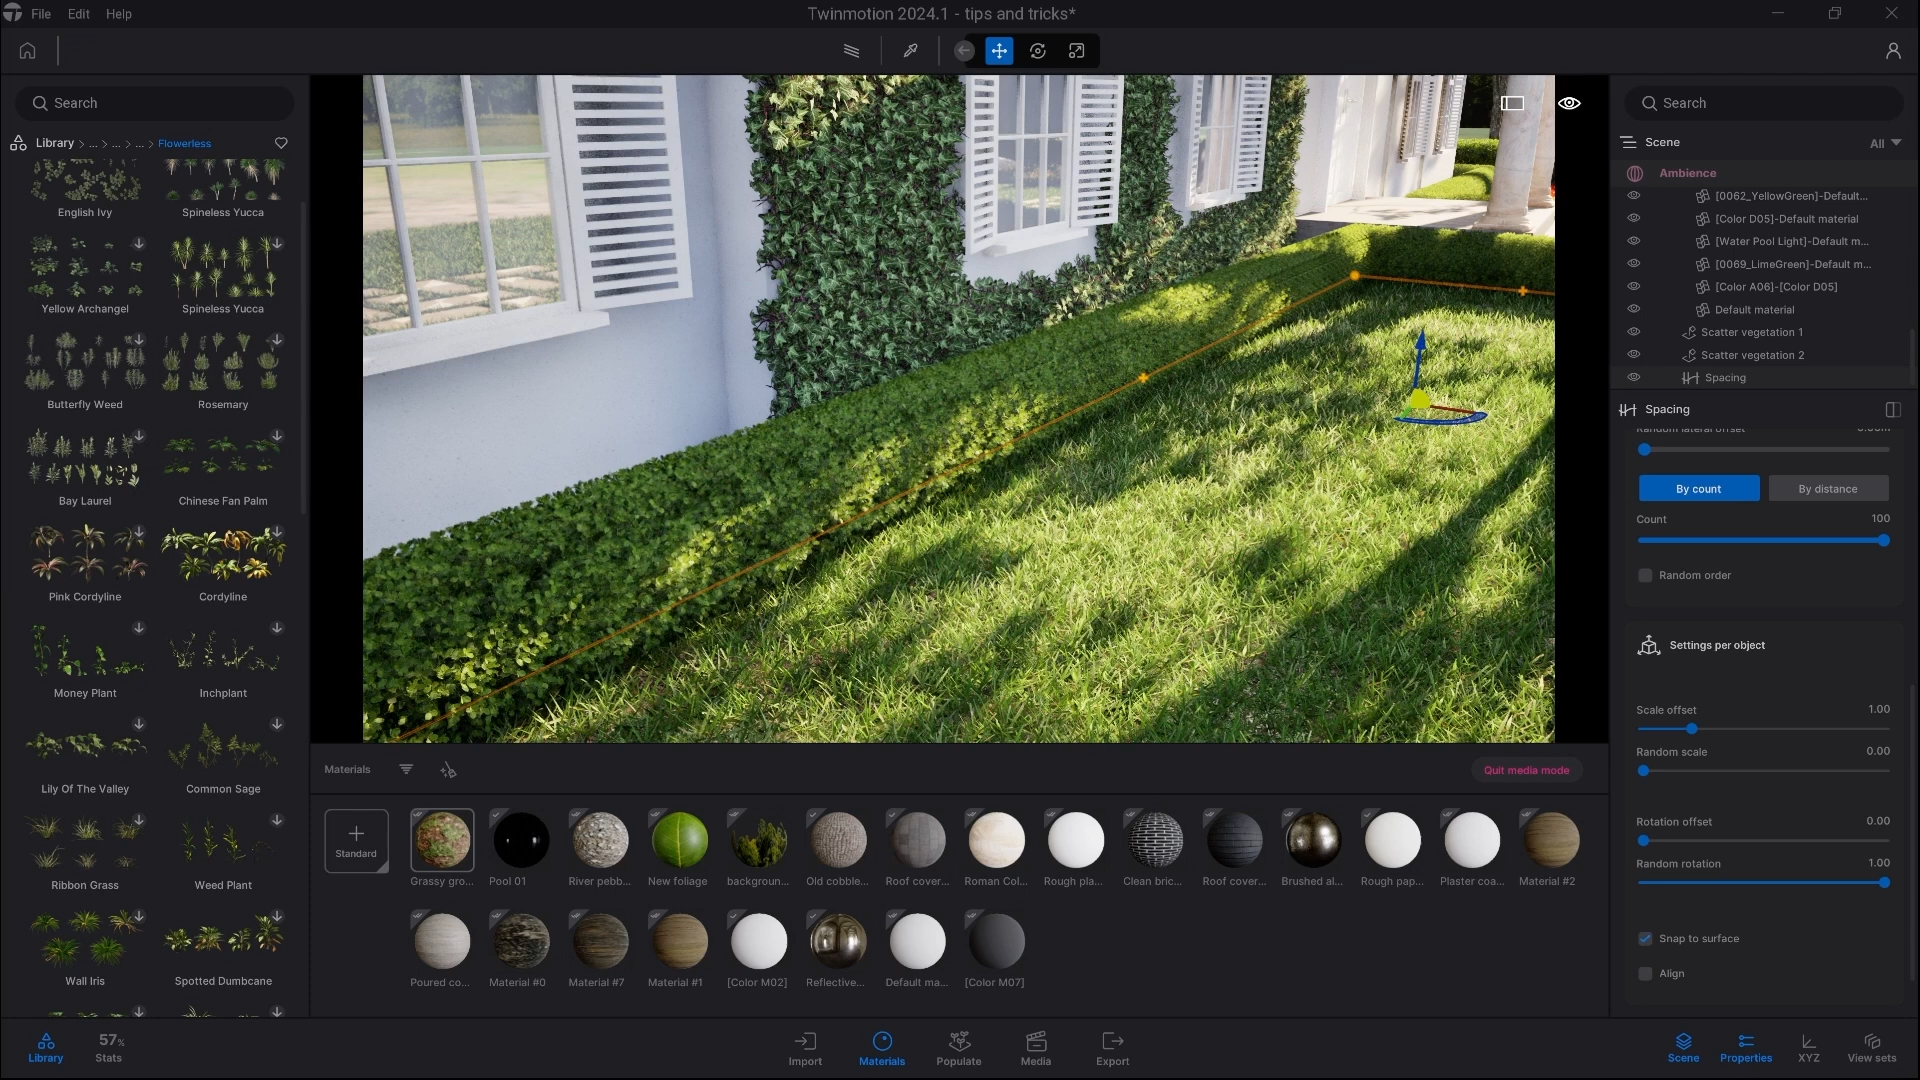 File Edit Help
Twinmotion 2024.1 - tips and tricks*
Search
Library > ... > ... > ... > Flowerless
English Ivy
Spineless Yucca
Yellow Archangel
Spineless Yucca
Butterfly Weed
Rosemary
Bay Laurel
Chinese Fan Palm
Pink Cordyline
Cordyline
Money Plant
Inchplant
Lily Of The Valley
Common Sage
Ribbon Grass
Weed Plant
Wall Iris
Spotted Dumbcane
Materials
Quit media mode
Standard
Grassy gro...
Pool 01
River pebb...
New foliage
backgroun...
Old cobble...
Roof cover...
Roman Col...
Rough pla...
Clean bric...
Roof cover...
Brushed al...
Rough pap...
Plaster coa...
Material #2
Poured co...
Material #0
Material #7
Material #1
[Color M02]
Reflective...
Default ma...
[Color M07]
Search
Scene
All
Ambience
[0062_YellowGreen]-Default...
[Color D05]-Default material
[Water Pool Light]-Default m...
[0069_LimeGreen]-Default m...
[Color A06]-[Color D05]
Default material
Scatter vegetation 1
Scatter vegetation 2
Spacing
Spacing
Random lateral offset 0.00m
By count By distance
Count 100
Random order
Settings per object
Scale offset 1.00
Random scale 0.00
Rotation offset 0.00
Random rotation 1.00
Snap to surface
Align
Library
57%
Stats
Import
Materials
Populate
Media
Export
Scene
Properties
XYZ
View sets